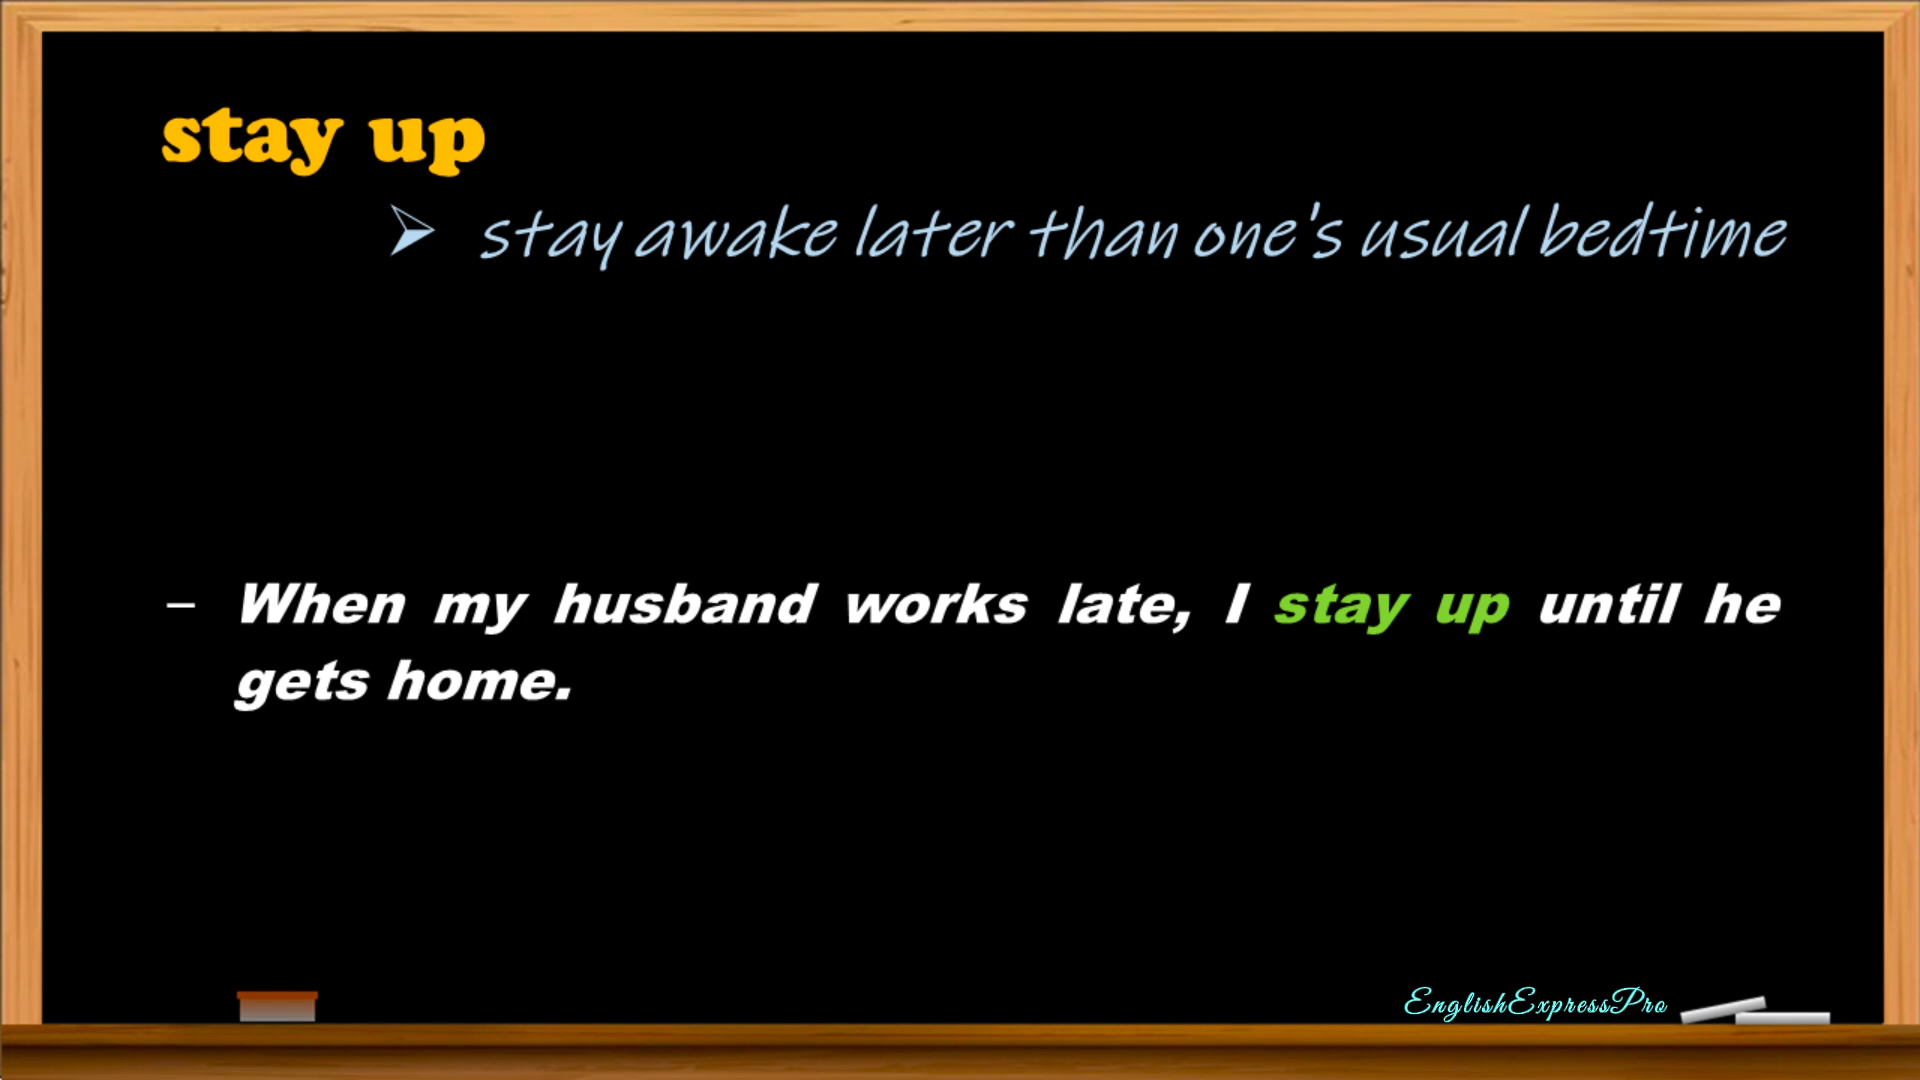 stay up
➢ stay awake later than one's usual bedtime
– When my husband works late, I stay up until he
gets home.
EnglishExpressPro